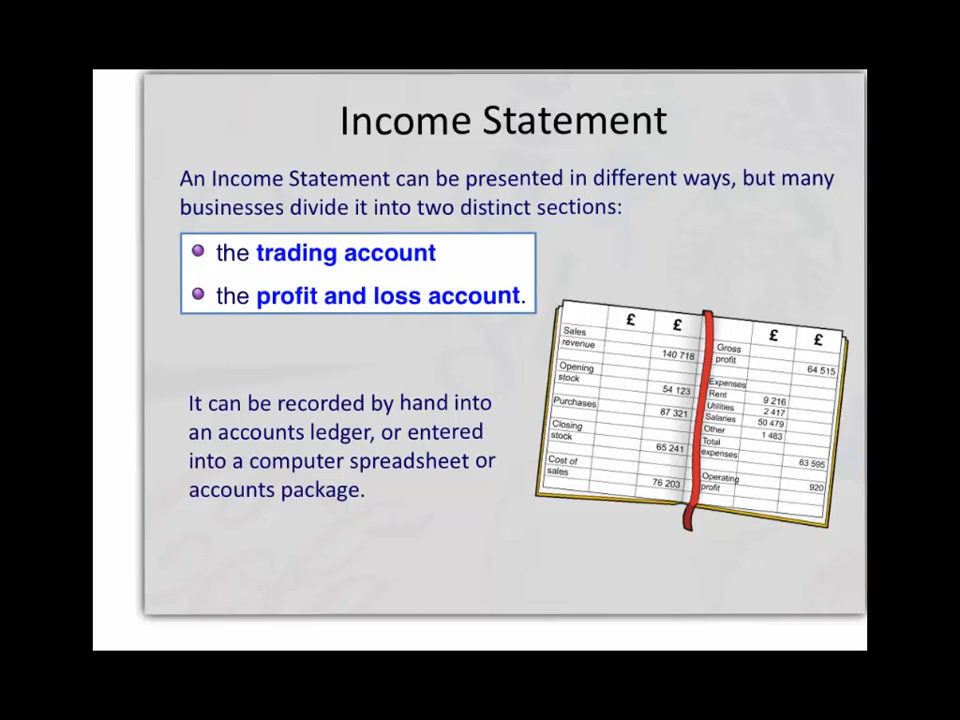 Income Statement
An Income Statement can be presented in different ways, but many
businesses divide it into two distinct sections:
the trading account
the profit and loss account.
It can be recorded by hand into
an accounts ledger, or entered
into a computer spreadsheet or
accounts package.
£ £
Sales
revenue
140 718
Opening
stock
54 123
Purchases
87 321
Closing
stock
65 241
Cost of
sales
76 203
£ £
Gross
profit
64 515
Expenses
Rent 9 216
Utilities 2 417
Salaries 50 479
Other 1 483
Total
expenses
63 595
Operating
profit
920